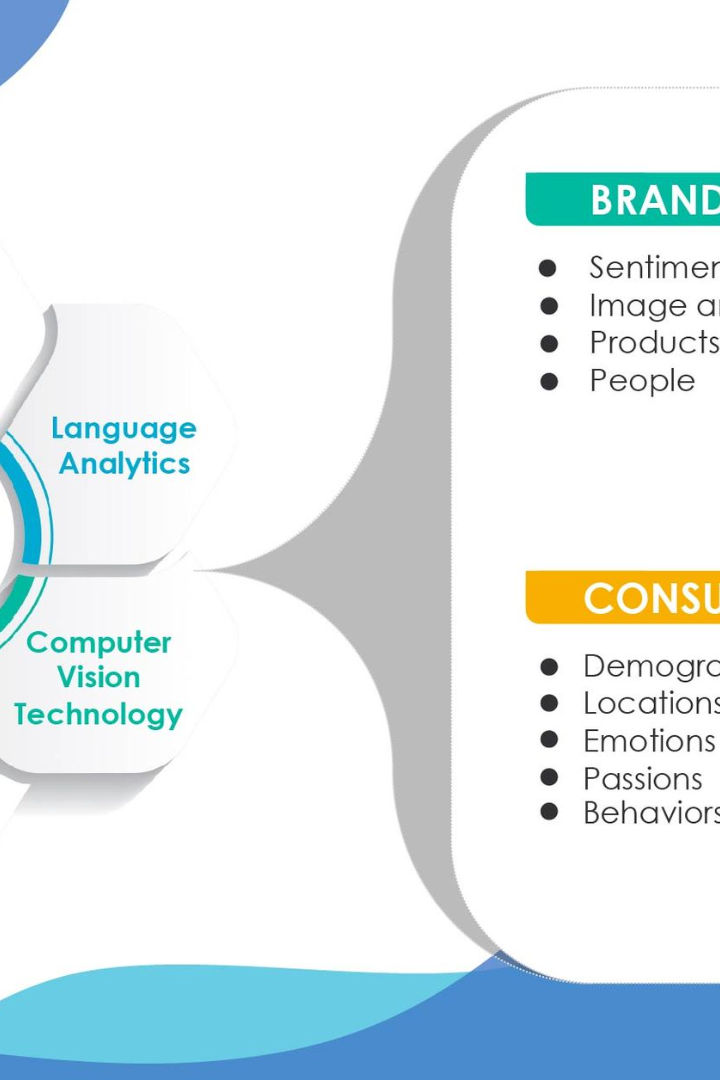 Language
Analytics
Computer
Vision
Technology
BRAND
Sentimen
Image a
Products
People
CONSU
Demogra
Locations
Emotions
Passions
Behaviors